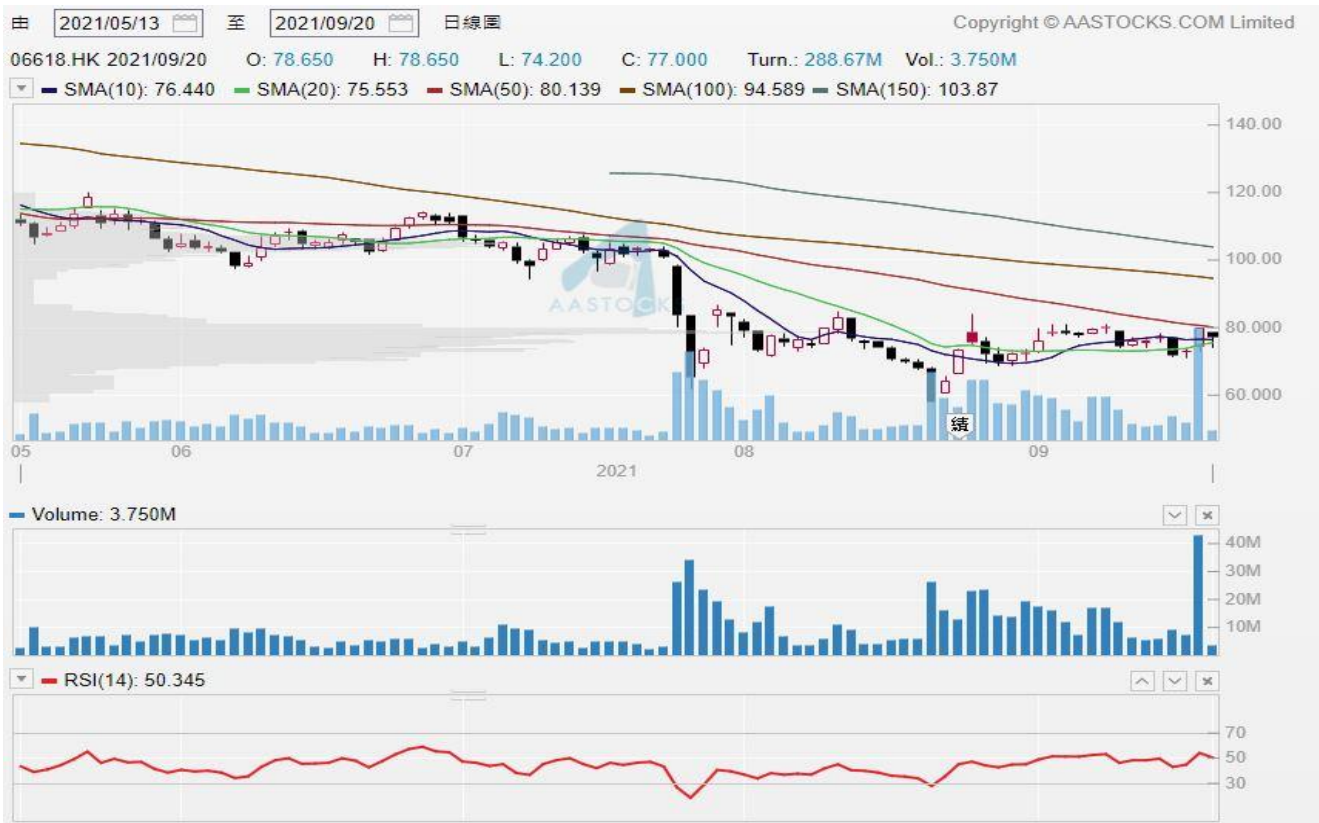 由 2021/05/13 至 2021/09/20 日線圖 Copyright © AASTOCKS.COM Limited
06618.HK 2021/09/20 O: 78.650 H: 78.650 L: 74.200 C: 77.000 Turn.: 288.67M Vol.: 3.750M
SMA(10): 76.440 SMA(20): 75.553 SMA(50): 80.139 SMA(100): 94.589 SMA(150): 103.87
140.00
120.00
100.00
AASTOCKS
80.000
60.000
績
05 06 07 08 09
2021
Volume: 3.750M
40M
30M
20M
10M
RSI(14): 50.345
70
50
30